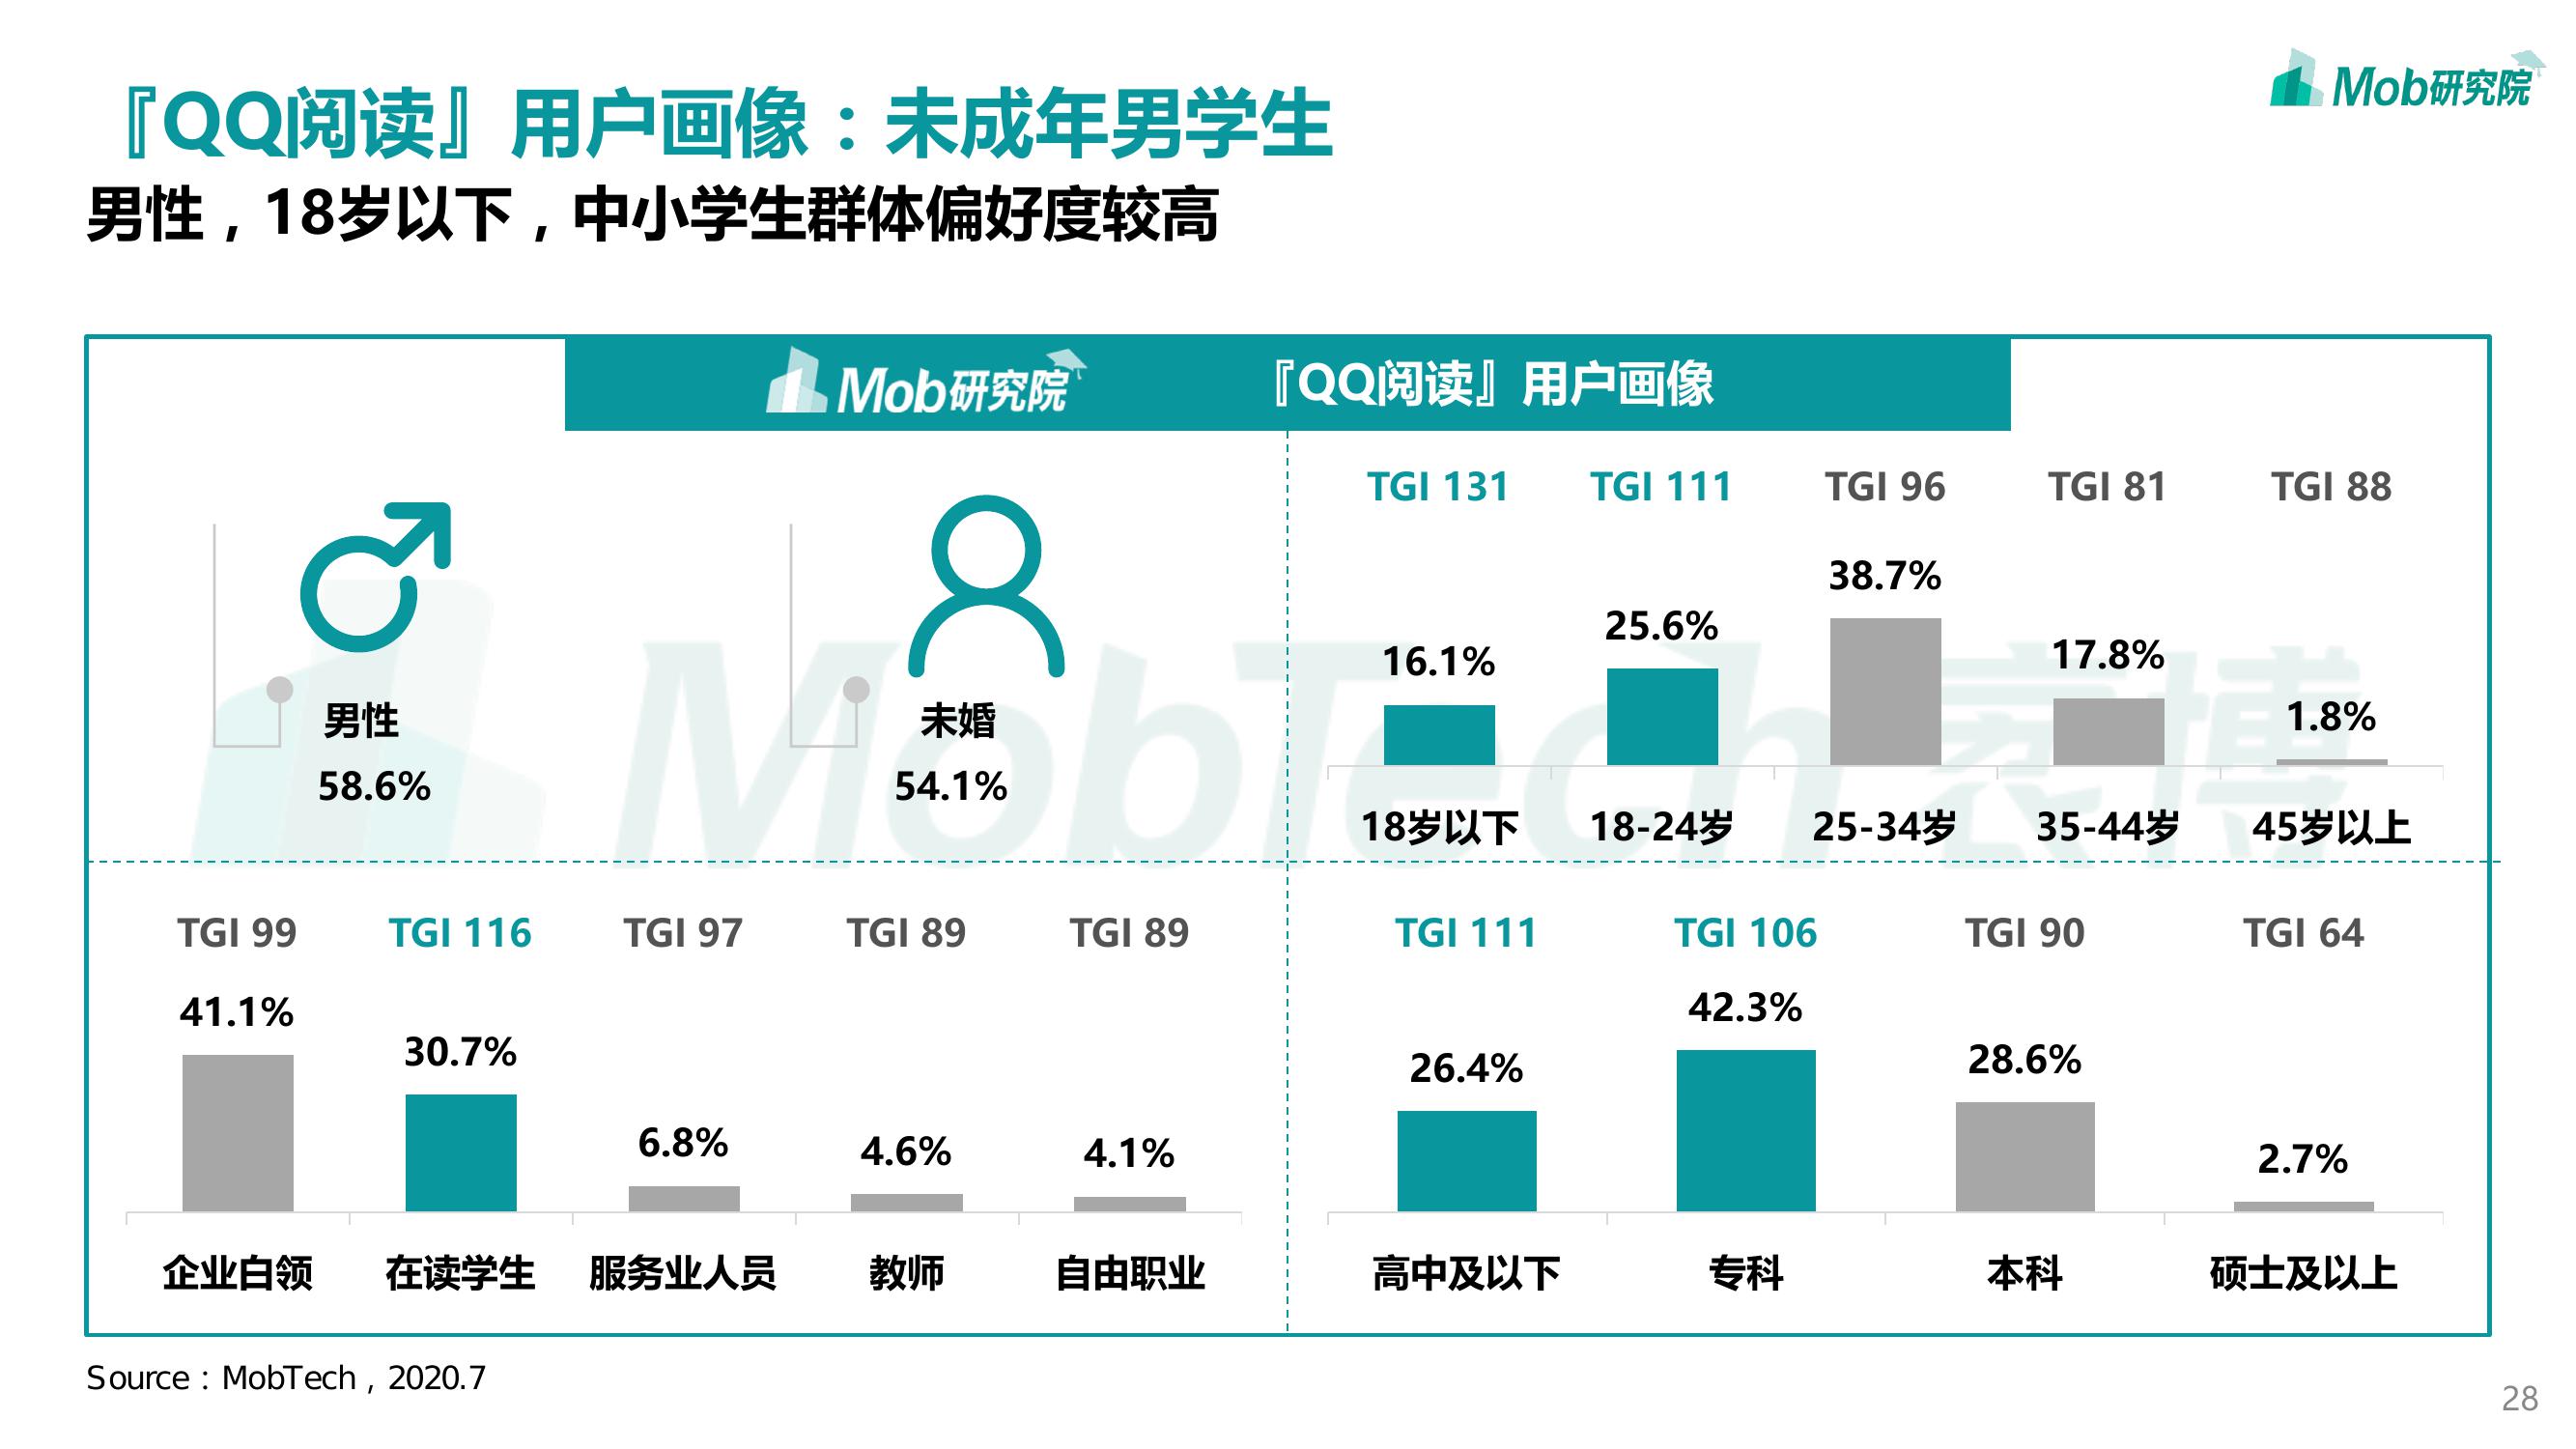 『QQ阅读』用户画像：未成年男学生
男性，18岁以下，中小学生群体偏好度较高
Mob研究院
Mob研究院
『QQ阅读』用户画像
男性
58.6%
未婚
54.1%
TGI 131 TGI 111 TGI 96 TGI 81 TGI 88
16.1% 25.6% 38.7% 17.8% 1.8%
18岁以下 18-24岁 25-34岁 35-44岁 45岁以上
TGI 99 TGI 116 TGI 97 TGI 89 TGI 89
41.1% 30.7% 6.8% 4.6% 4.1%
企业白领 在读学生 服务业人员 教师 自由职业
TGI 111 TGI 106 TGI 90 TGI 64
26.4% 42.3% 28.6% 2.7%
高中及以下 专科 本科 硕士及以上
MobTech 袤博
Source：MobTech，2020.7
28